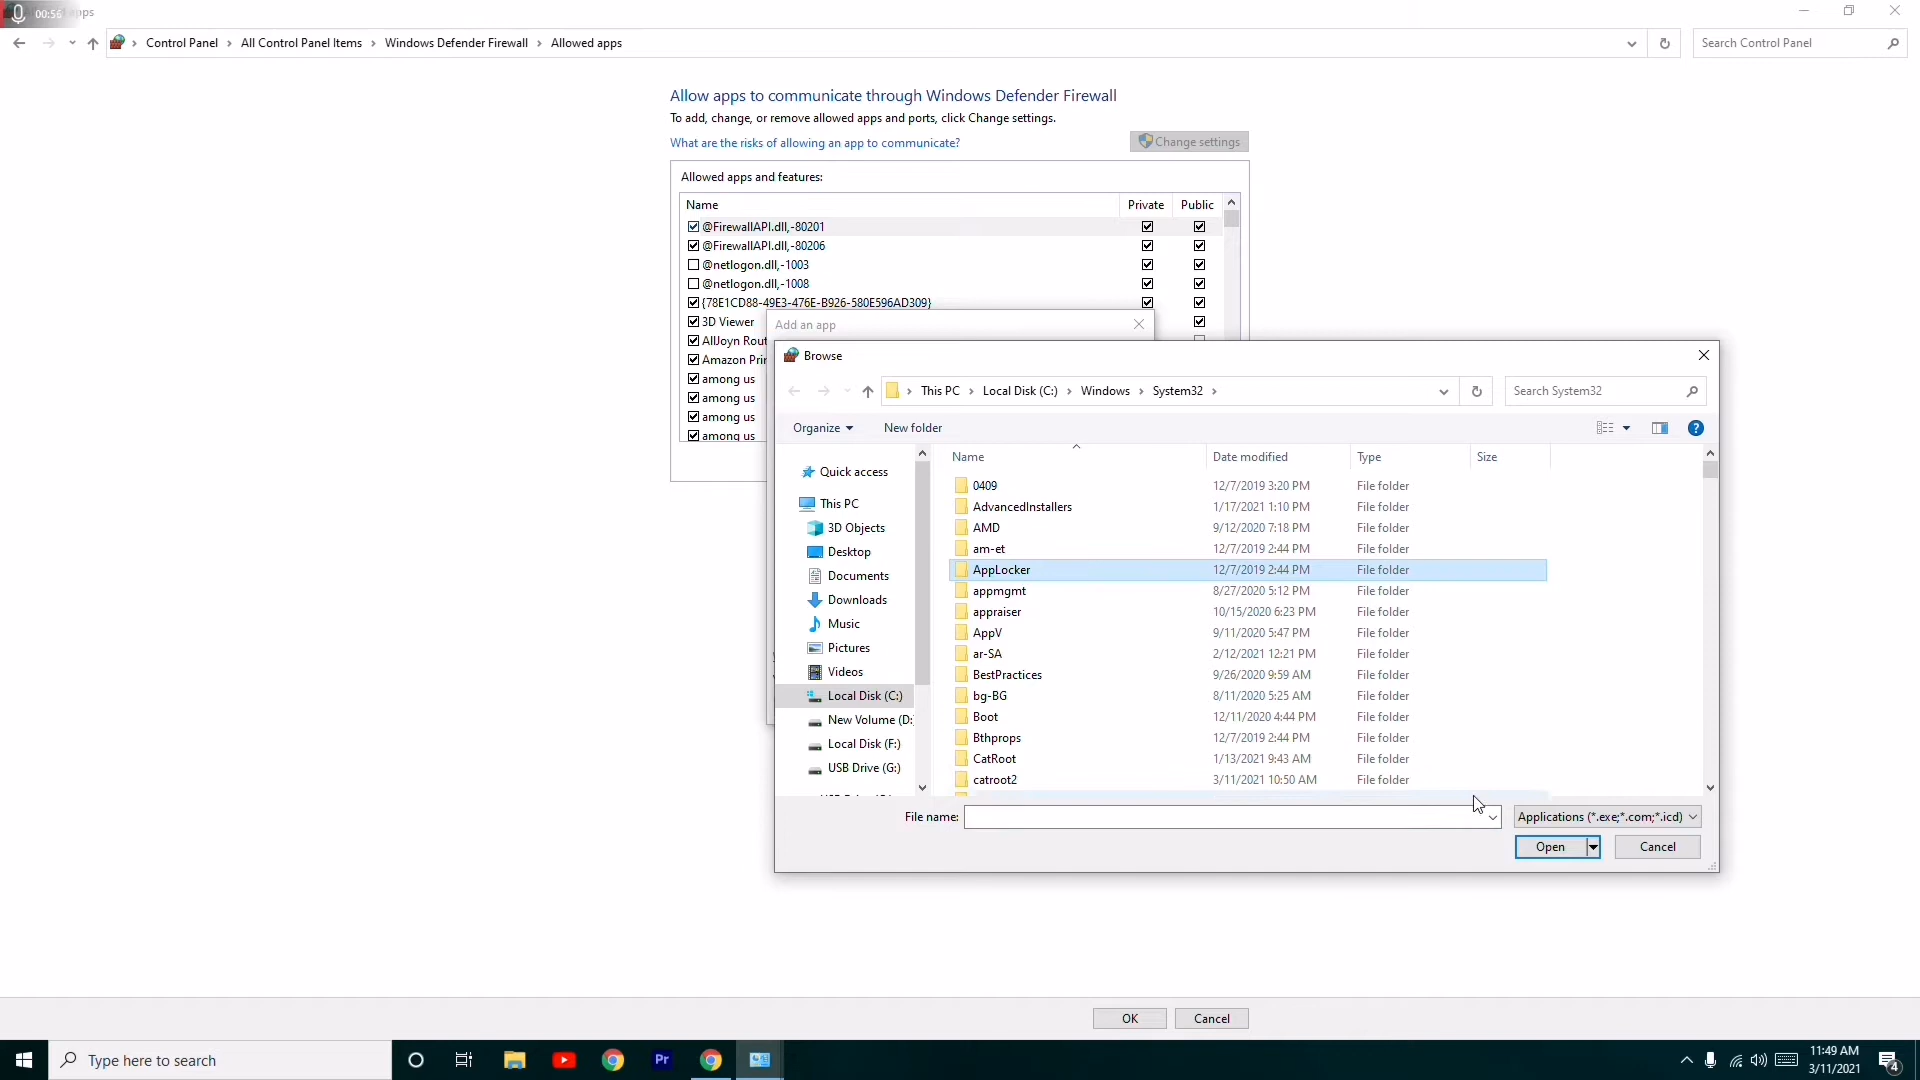 00:56
apps
Control Panel > All Control Panel Items > Windows Defender Firewall > Allowed apps
Search Control Panel
Allow apps to communicate through Windows Defender Firewall
To add, change, or remove allowed apps and ports, click Change settings.
What are the risks of allowing an app to communicate?
Change settings
Allowed apps and features:
Name Private Public
@FirewallAPI.dll,-80201
@FirewallAPI.dll,-80206
@netlogon.dll,-1003
@netlogon.dll,-1008
{78E1CD88-49E3-476E-B926-580E596AD309}
3D Viewer
AllJoyn Rout
Amazon Pri
among us
among us
among us
among us
Add an app
Browse
This PC > Local Disk (C:) > Windows > System32 >
Search System32
Organize
New folder
Quick access
This PC
3D Objects
Desktop
Documents
Downloads
Music
Pictures
Videos
Local Disk (C:)
New Volume (D:
Local Disk (F:)
USB Drive (G:)
Name Date modified Type Size
0409 12/7/2019 3:20 PM File folder
AdvancedInstallers 1/17/2021 1:10 PM File folder
AMD 9/12/2020 7:18 PM File folder
am-et 12/7/2019 2:44 PM File folder
AppLocker 12/7/2019 2:44 PM File folder
appmgmt 8/27/2020 5:12 PM File folder
appraiser 10/15/2020 6:23 PM File folder
AppV 9/11/2020 5:47 PM File folder
ar-SA 2/12/2021 12:21 PM File folder
BestPractices 9/26/2020 9:59 AM File folder
bg-BG 8/11/2020 5:25 AM File folder
Boot 12/11/2020 4:44 PM File folder
Bthprops 12/7/2019 2:44 PM File folder
CatRoot 1/13/2021 9:43 AM File folder
catroot2 3/11/2021 10:50 AM File folder
File name:
Applications (*.exe;*.com;*.icd)
Open
Cancel
OK
Cancel
Type here to search
Pr
11:49 AM
3/11/2021
4